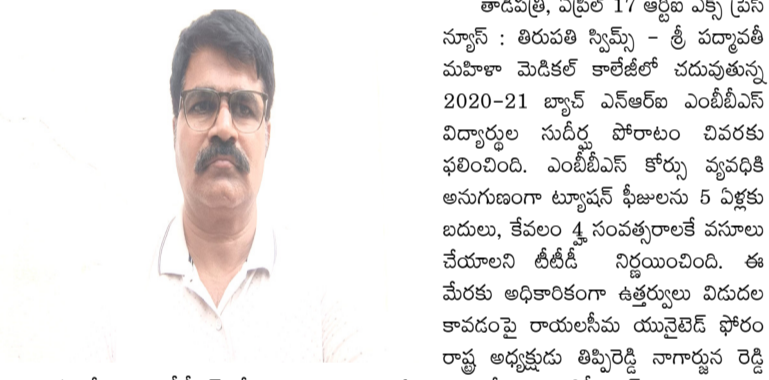 తాడిపత్రి, ఏప్రిల్ 17 ఆర్టిఐ ఎక్స్ ప్రెస్
న్యూస్ : తిరుపతి స్విమ్స్ - శ్రీ పద్మావతీ
మహిళా మెడికల్ కాలేజీలో చదువుతున్న
2020-21 బ్యాచ్ ఎన్ఆర్ఐ ఎంబీబీఎస్
విద్యార్థుల సుదీర్ఘ పోరాటం చివరకు
ఫలించింది. ఎంబీబీఎస్ కోర్సు వ్యవధికి
అనుగుణంగా ట్యూషన్ ఫీజులను 5 ఏళ్లకు
బదులు, కేవలం 4½ సంవత్సరాలకే వసూలు
చేయాలని టీటీడీ నిర్ణయించింది. ఈ
మేరకు అధికారికంగా ఉత్తర్వులు విడుదల
కావడంపై రాయలసీమ యునైటెడ్ ఫోరం
రాష్ట్ర అధ్యక్షుడు తిప్పిరెడ్డి నాగార్జున రెడ్డి